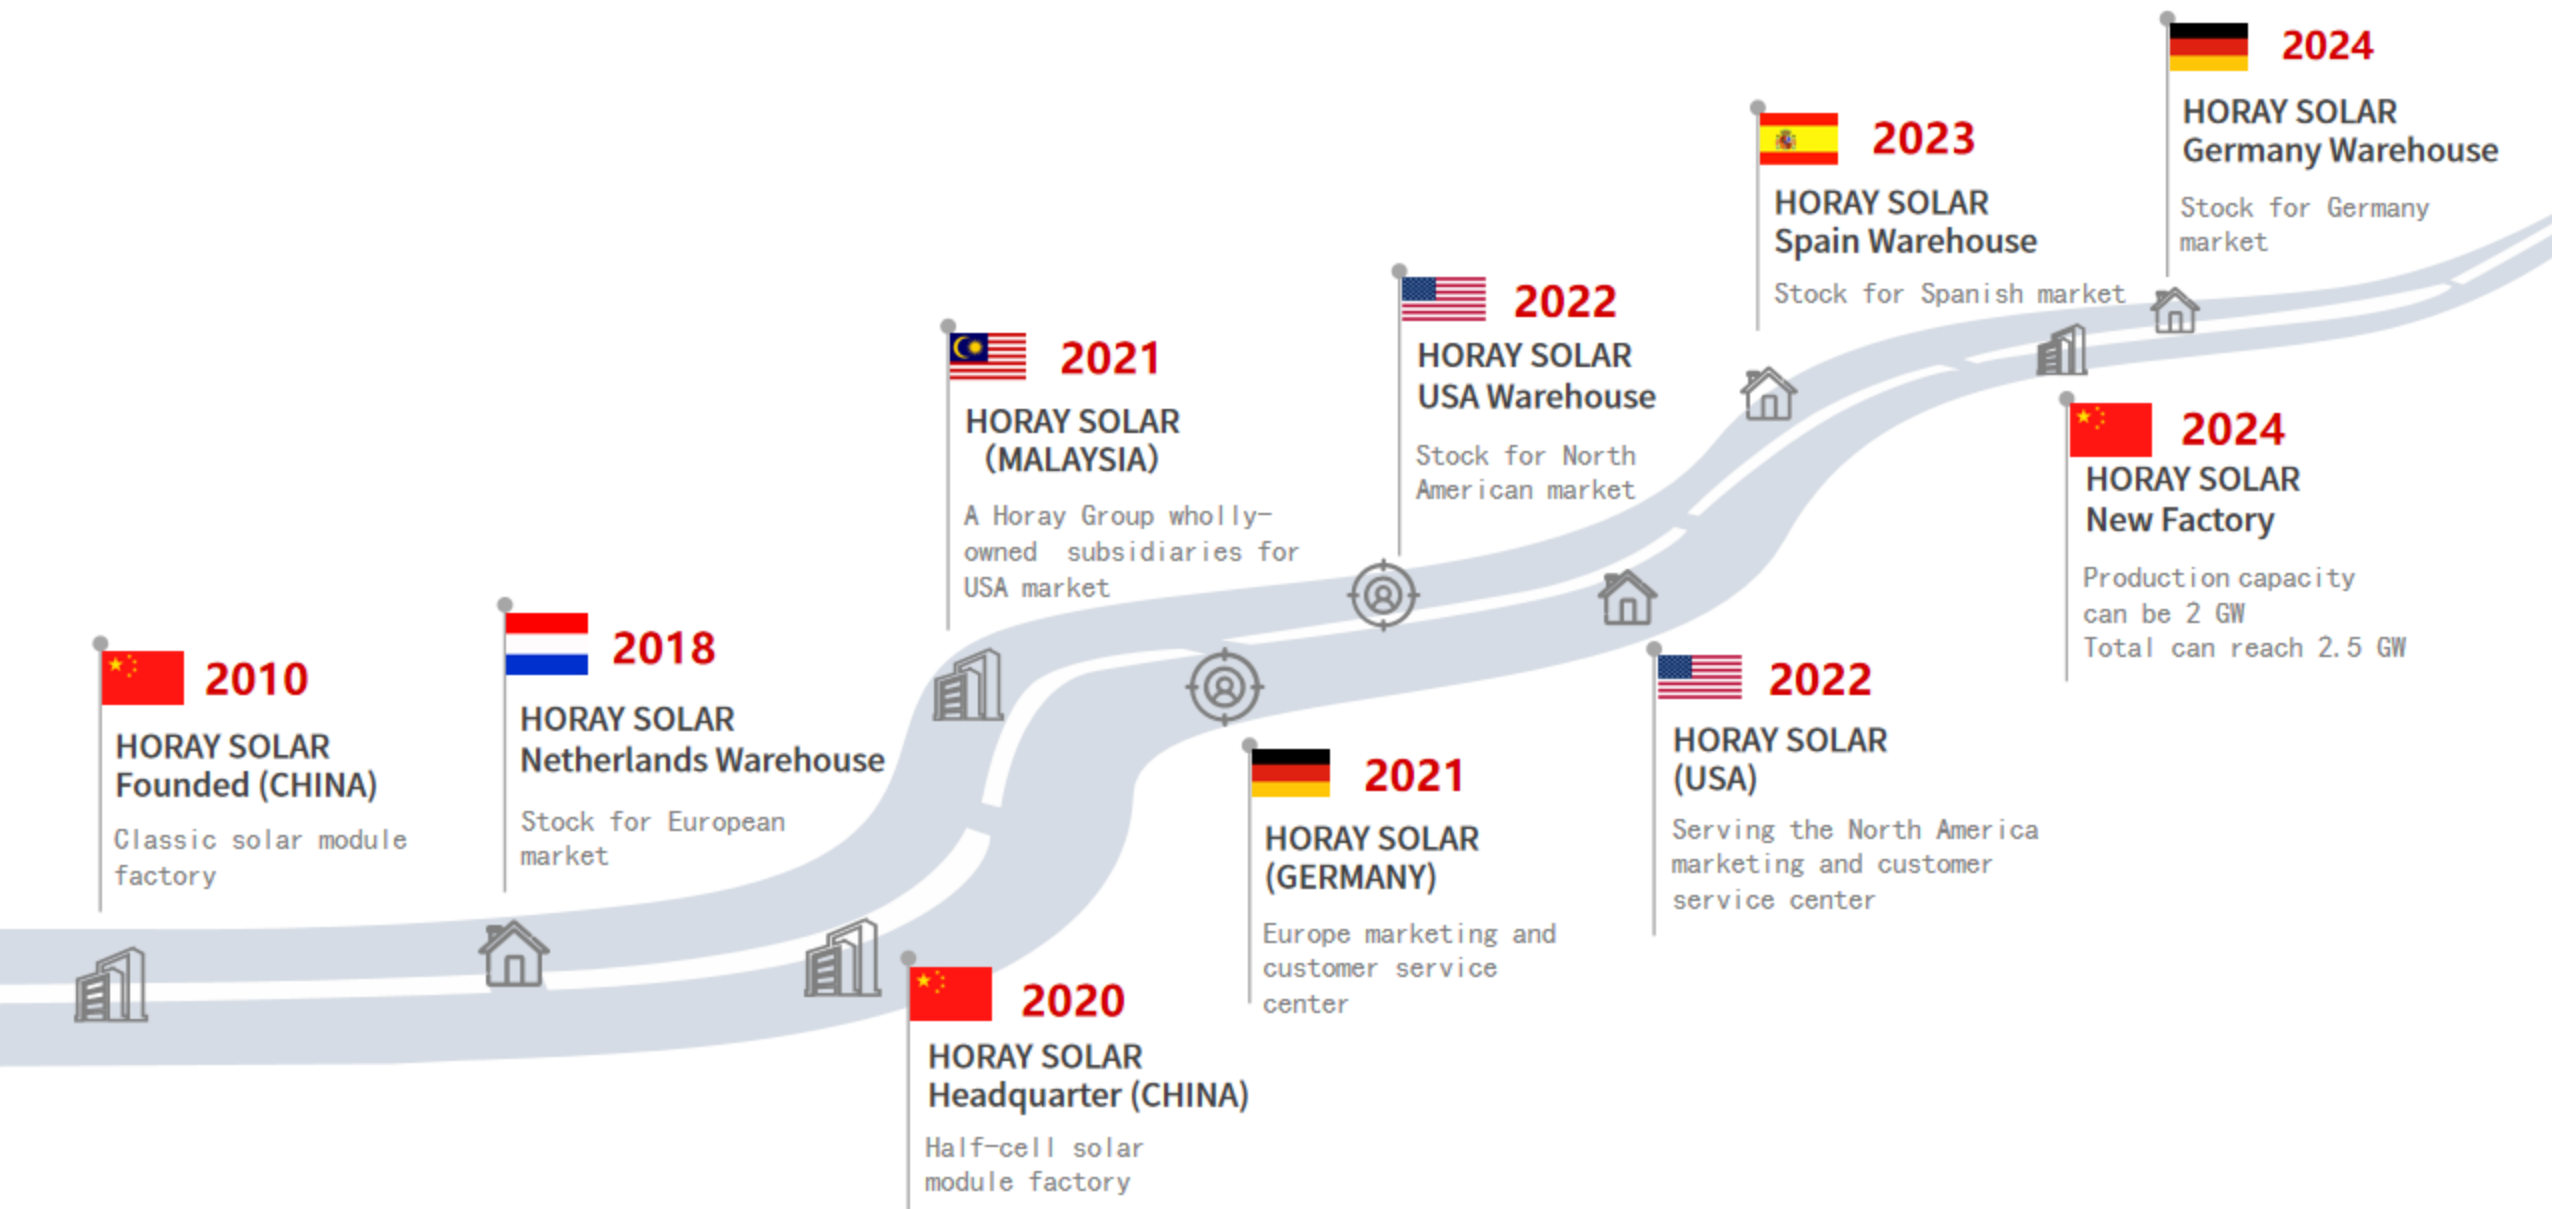 2010
HORAY SOLAR
Founded (CHINA)
Classic solar module
factory
2018
HORAY SOLAR
Netherlands Warehouse
Stock for European
market
2020
HORAY SOLAR
Headquarter (CHINA)
Half-cell solar
module factory
2021
HORAY SOLAR
(MALAYSIA)
A Horay Group wholly-
owned subsidiaries for
USA market
2021
HORAY SOLAR
(GERMANY)
Europe marketing and
customer service
center
2022
HORAY SOLAR
USA Warehouse
Stock for North
American market
2022
HORAY SOLAR
(USA)
Serving the North America
marketing and customer
service center
2023
HORAY SOLAR
Spain Warehouse
Stock for Spanish market
2024
HORAY SOLAR
New Factory
Production capacity
can be 2 GW
Total can reach 2.5 GW
2024
HORAY SOLAR
Germany Warehouse
Stock for Germany
market